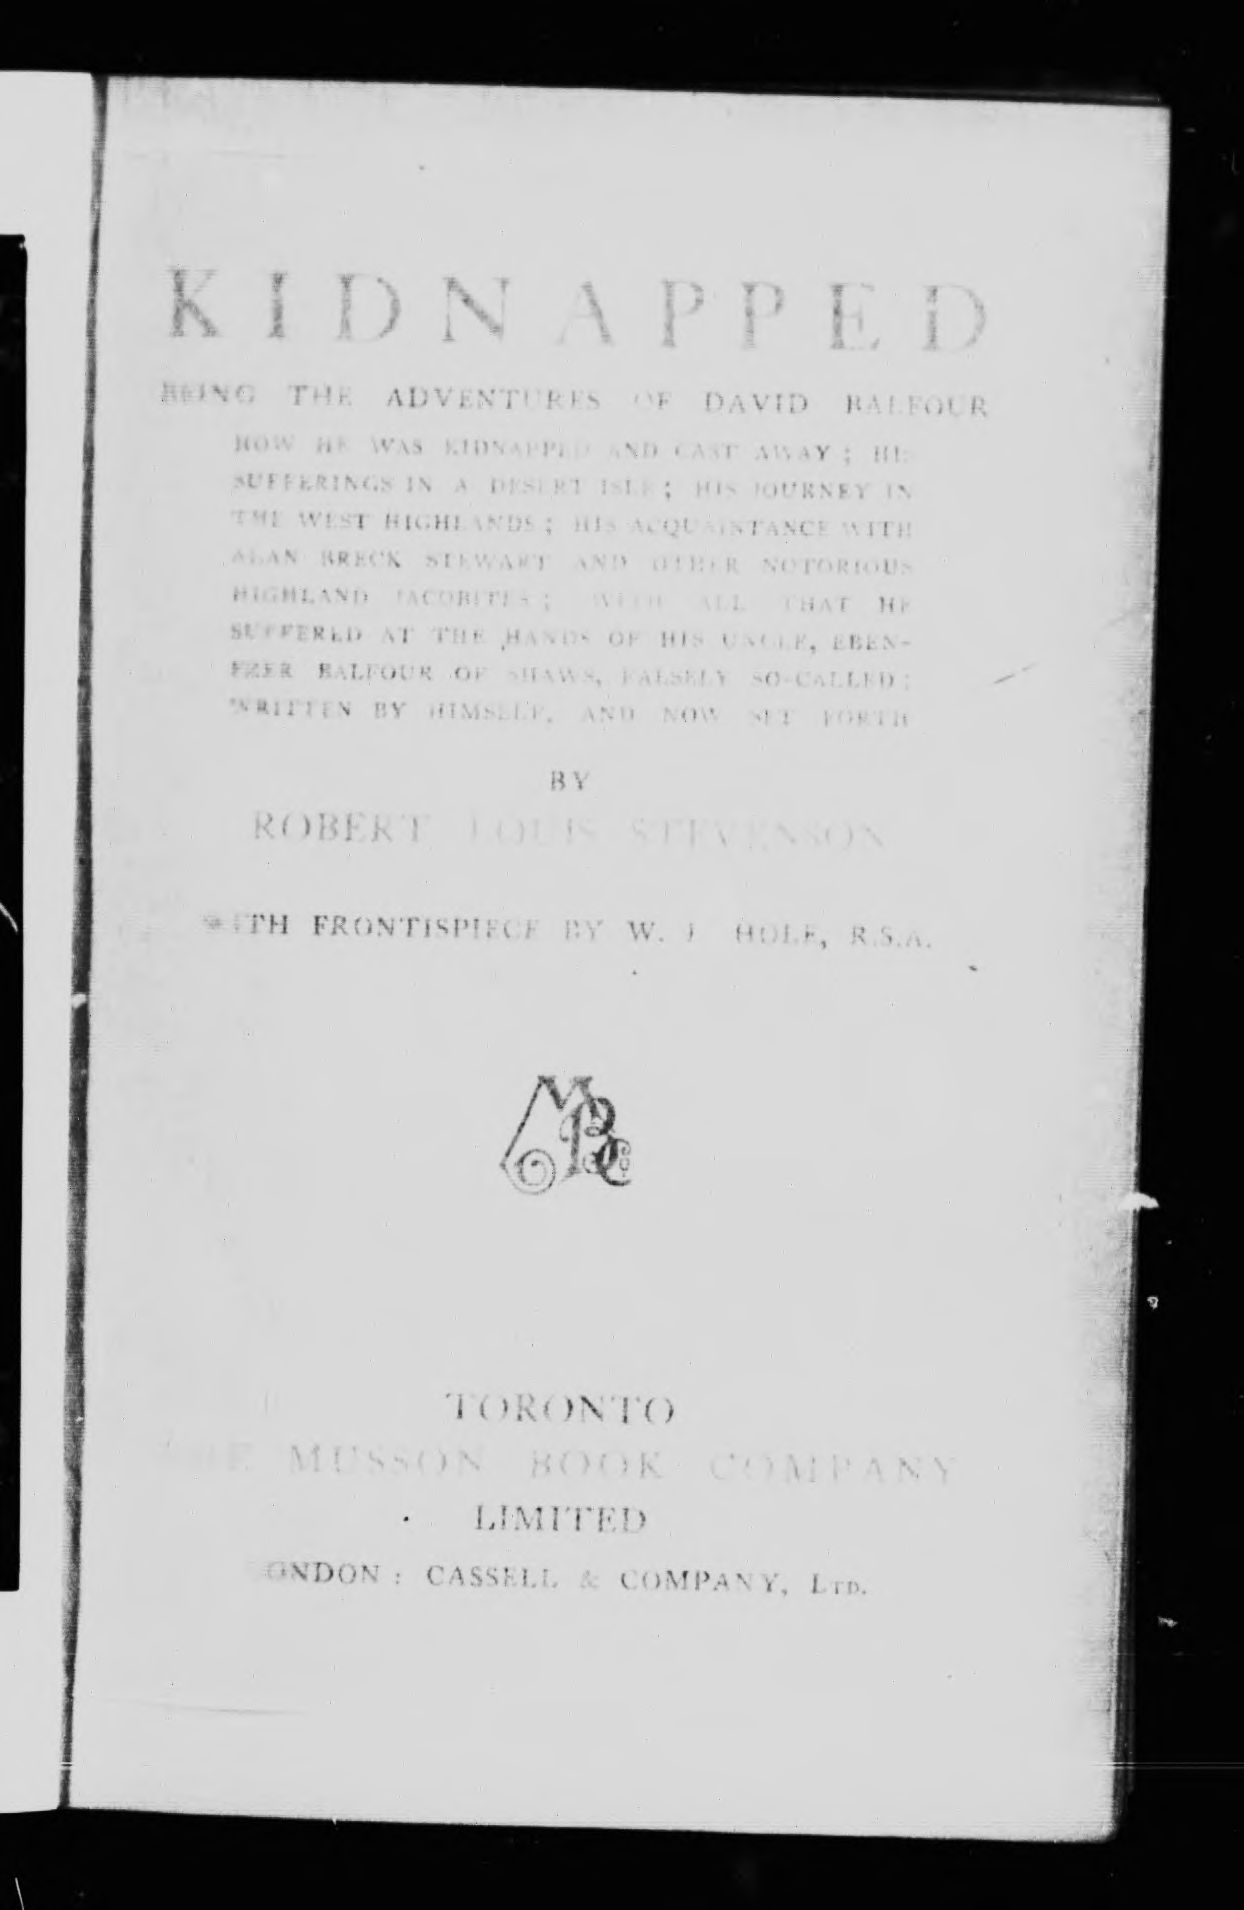 KIDNAPPED
BEING THE ADVENTURES OF DAVID BALFOUR
HOW HE WAS KIDNAPPED AND CAST AWAY; HIS
SUFFERINGS IN A DESERT ISLE; HIS JOURNEY IN
THE WEST HIGHLANDS; HIS ACQUAINTANCE WITH
ALAN BRECK STEWART AND OTHER NOTORIOUS
HIGHLAND JACOBITES; WITH ALL THAT HE
SUFFERED AT THE HANDS OF HIS UNCLE, EBEN-
EZER BALFOUR OF SHAWS, FALSELY SO-CALLED:
WRITTEN BY HIMSELF, AND NOW SET FORTH
BY
ROBERT LOUIS STEVENSON
WITH FRONTISPIECE BY W. HOLE, R.S.A.
MBC
TORONTO
THE MUSSON BOOK COMPANY
LIMITED
LONDON: CASSELL & COMPANY, LTD.